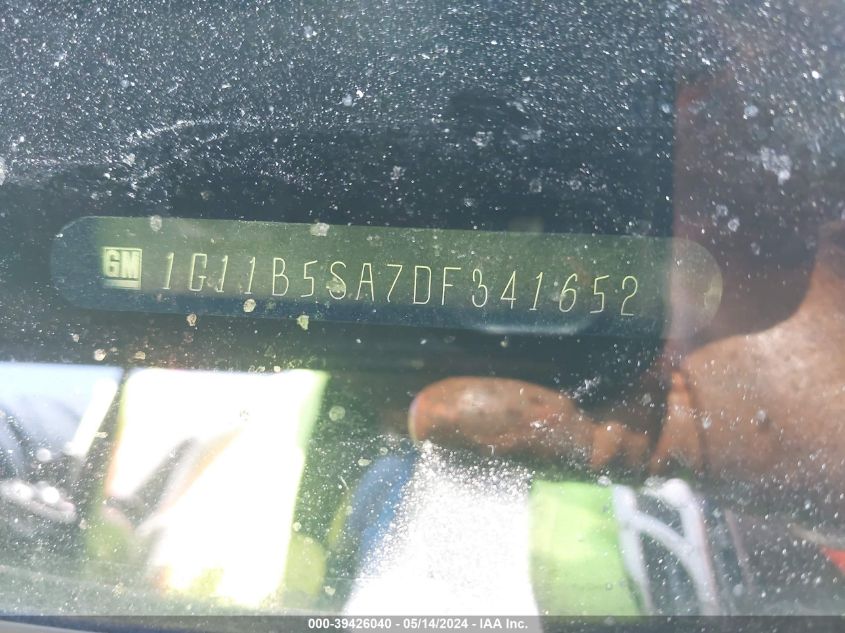 GM 1G11B5SA7DF341652
000-39426040 - 05/14/2024 - IAA Inc.